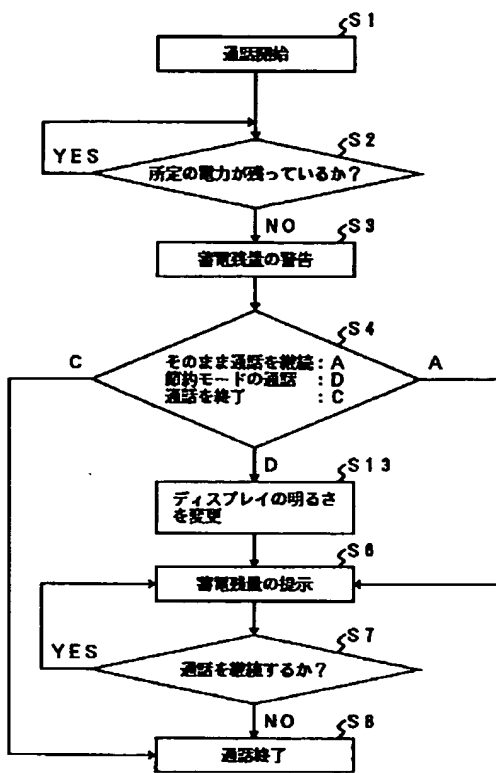 S1
通話開始
S2
YES
所定の電力が残っているか?
NO
S3
蓄電残量の警告
S4
C
そのまま通話を継続:A
A
節約モードの通話:D
通話を終了:C
D
S13
ディスプレイの明るさ
を変更
S6
蓄電残量の提示
S7
YES
通話を継続するか?
NO
S8
通話終了